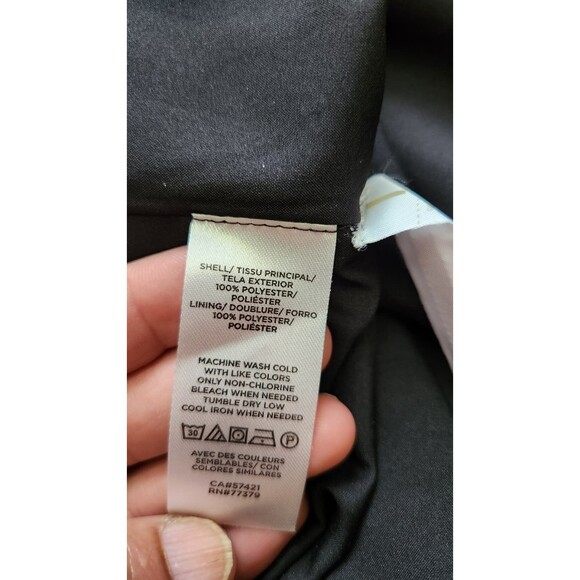 SHELL/ TISSU PRINCIPAL/
TELA EXTERIOR
100% POLYESTER/
POLIÉSTER
LINING/ DOUBLURE/ FORRO
100% POLYESTER/
POLIÉSTER
MACHINE WASH COLD
WITH LIKE COLORS
ONLY NON-CHLORINE
BLEACH WHEN NEEDED
TUMBLE DRY LOW
COOL IRON WHEN NEEDED
30 P
AVEC DES COULEURS
SEMBLABLES/ CON
COLORES SIMILARES
CA#57421
RN#77379